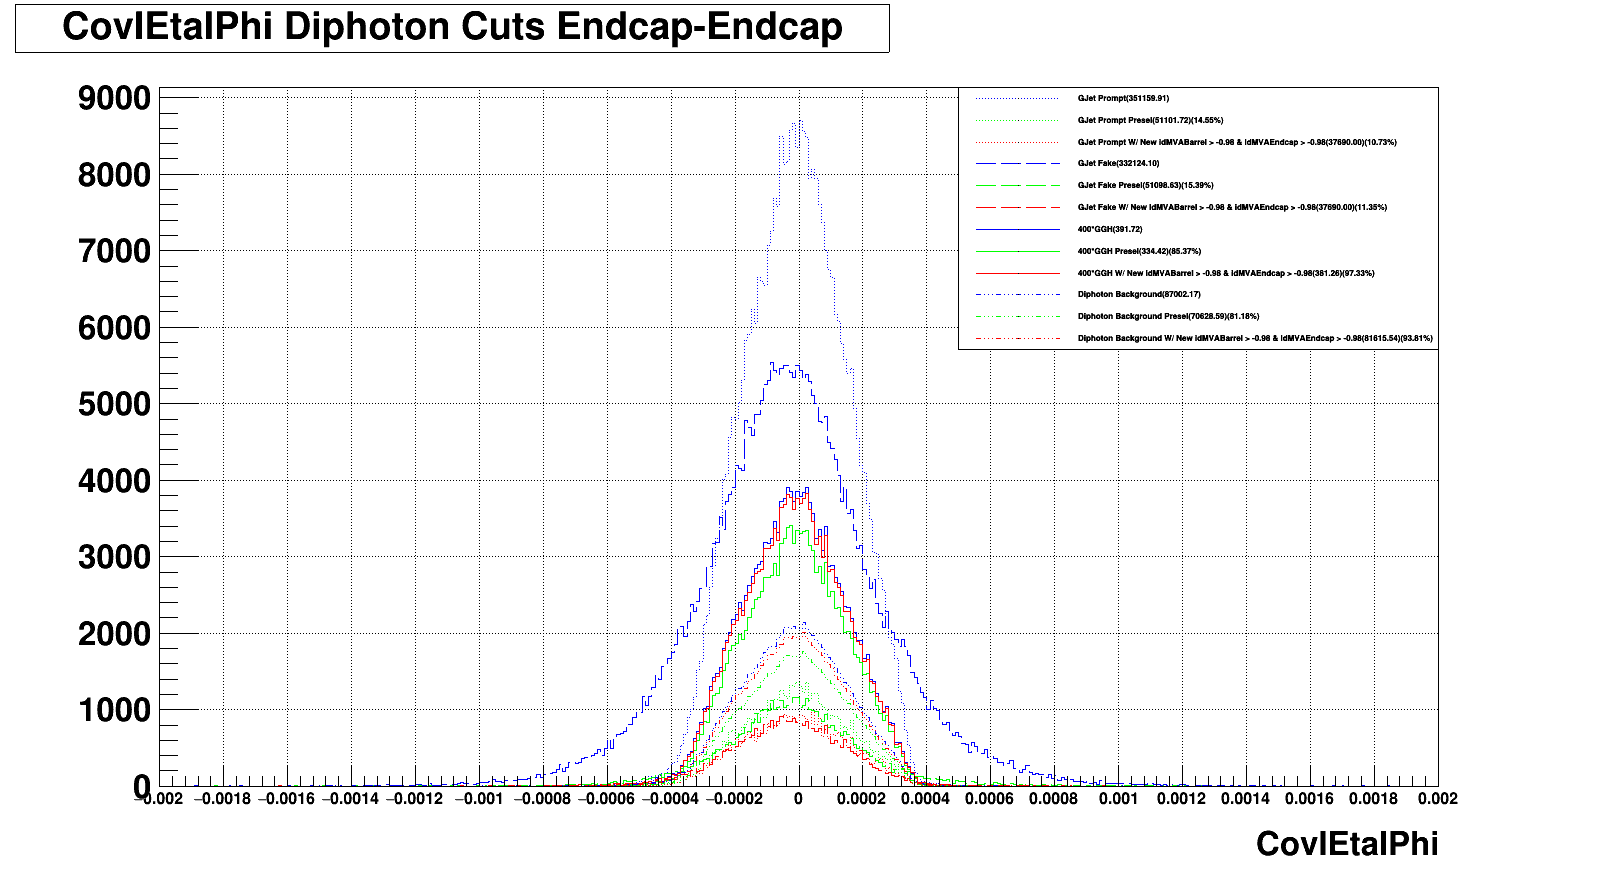 CovIEtaIPhi Diphoton Cuts Endcap-Endcap
9000
8000
7000
6000
5000
4000
3000
2000
1000
0
GJet Prompt(351159.91)
GJet Prompt Presel(51101.72)(14.55%)
GJet Prompt W/ New IdMVABarrel > -0.98 & IdMVAEndcap > -0.98(37690.00)(10.73%)
GJet Fake(332124.10)
GJet Fake Presel(51098.63)(15.39%)
GJet Fake W/ New IdMVABarrel > -0.98 & IdMVAEndcap > -0.98(37690.00)(11.35%)
400*GGH(391.72)
400*GGH Presel(334.42)(85.37%)
400*GGH W/ New IdMVABarrel > -0.98 & IdMVAEndcap > -0.98(381.26)(97.33%)
Diphoton Background(87002.17)
Diphoton Background Presel(70628.59)(81.18%)
Diphoton Background W/ New IdMVABarrel > -0.98 & IdMVAEndcap > -0.98(81615.54)(93.81%)
−0.002 −0.0018 −0.0016 −0.0014 −0.0012 −0.001 −0.0008 −0.0006 −0.0004 −0.0002 0 0.0002 0.0004 0.0006 0.0008 0.001 0.0012 0.0014 0.0016 0.0018 0.002
CovIEtaIPhi